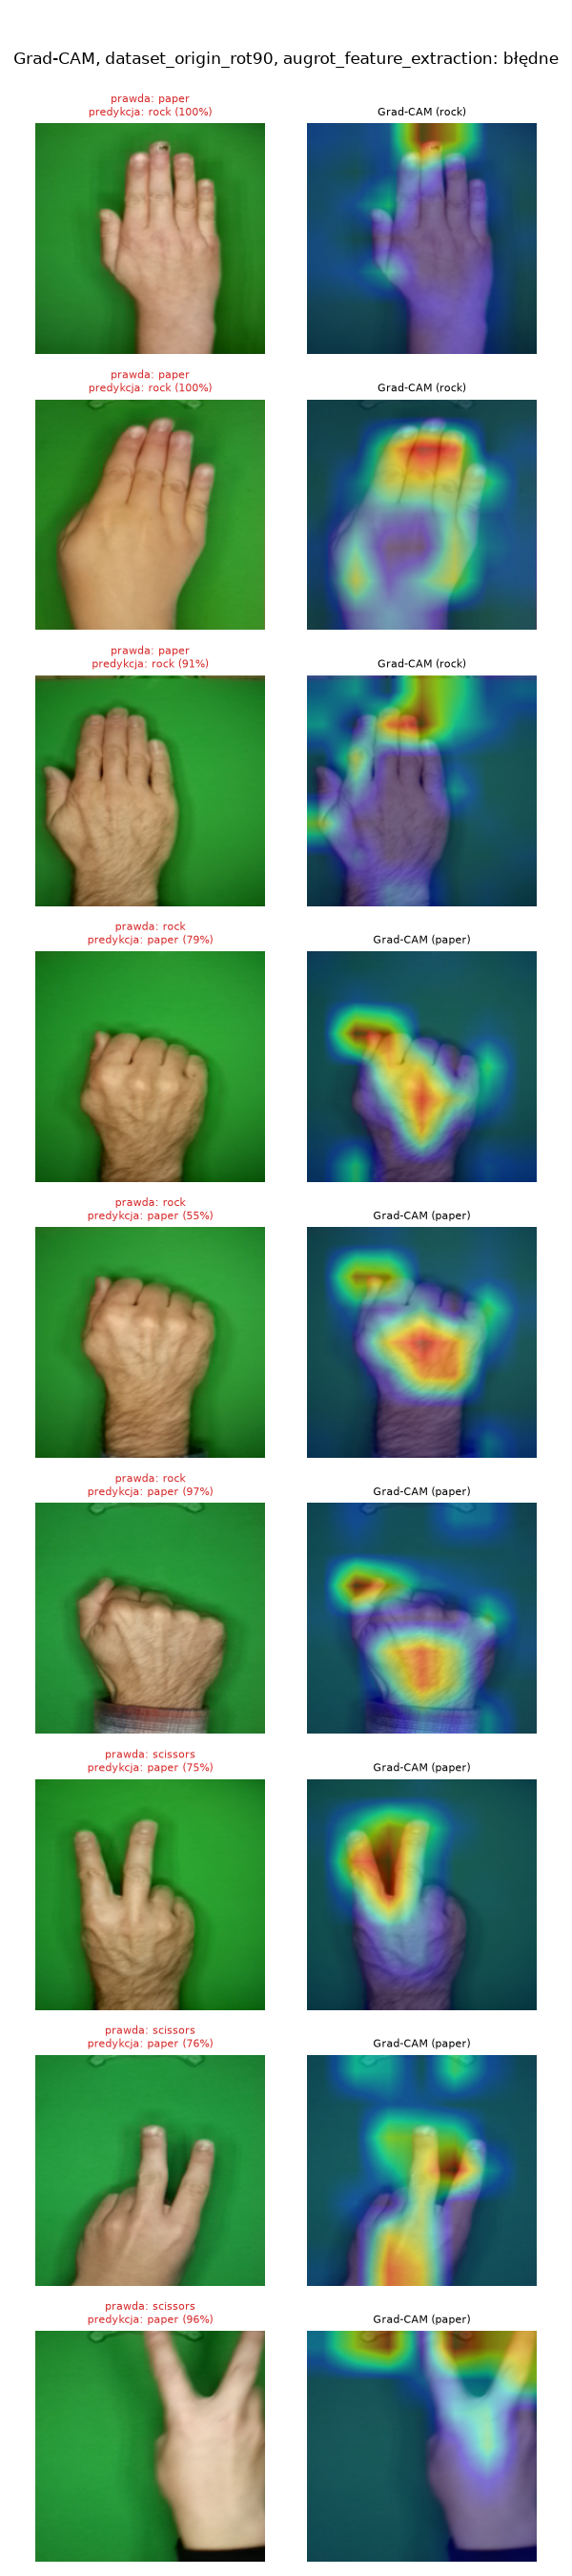 Grad-CAM, dataset_origin_rot90, augrot_feature_extraction: błędne
prawda: paper
predykcja: rock (100%)
Grad-CAM (rock)
prawda: paper
predykcja: rock (100%)
Grad-CAM (rock)
prawda: paper
predykcja: rock (91%)
Grad-CAM (rock)
prawda: rock
predykcja: paper (79%)
Grad-CAM (paper)
prawda: rock
predykcja: paper (55%)
Grad-CAM (paper)
prawda: rock
predykcja: paper (97%)
Grad-CAM (paper)
prawda: scissors
predykcja: paper (75%)
Grad-CAM (paper)
prawda: scissors
predykcja: paper (76%)
Grad-CAM (paper)
prawda: scissors
predykcja: paper (96%)
Grad-CAM (paper)